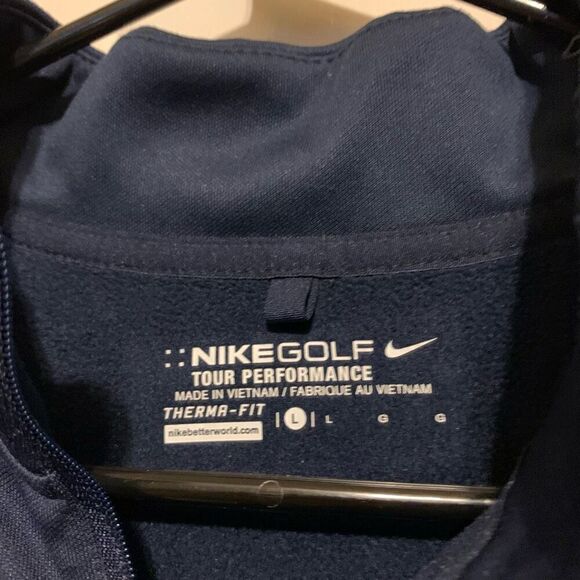 ::NIKEGOLF
TOUR PERFORMANCE
MADE IN VIETNAM / FABRIQUE AU VIETNAM
THERMA-FIT | L | L G G
nikebetterworld.com